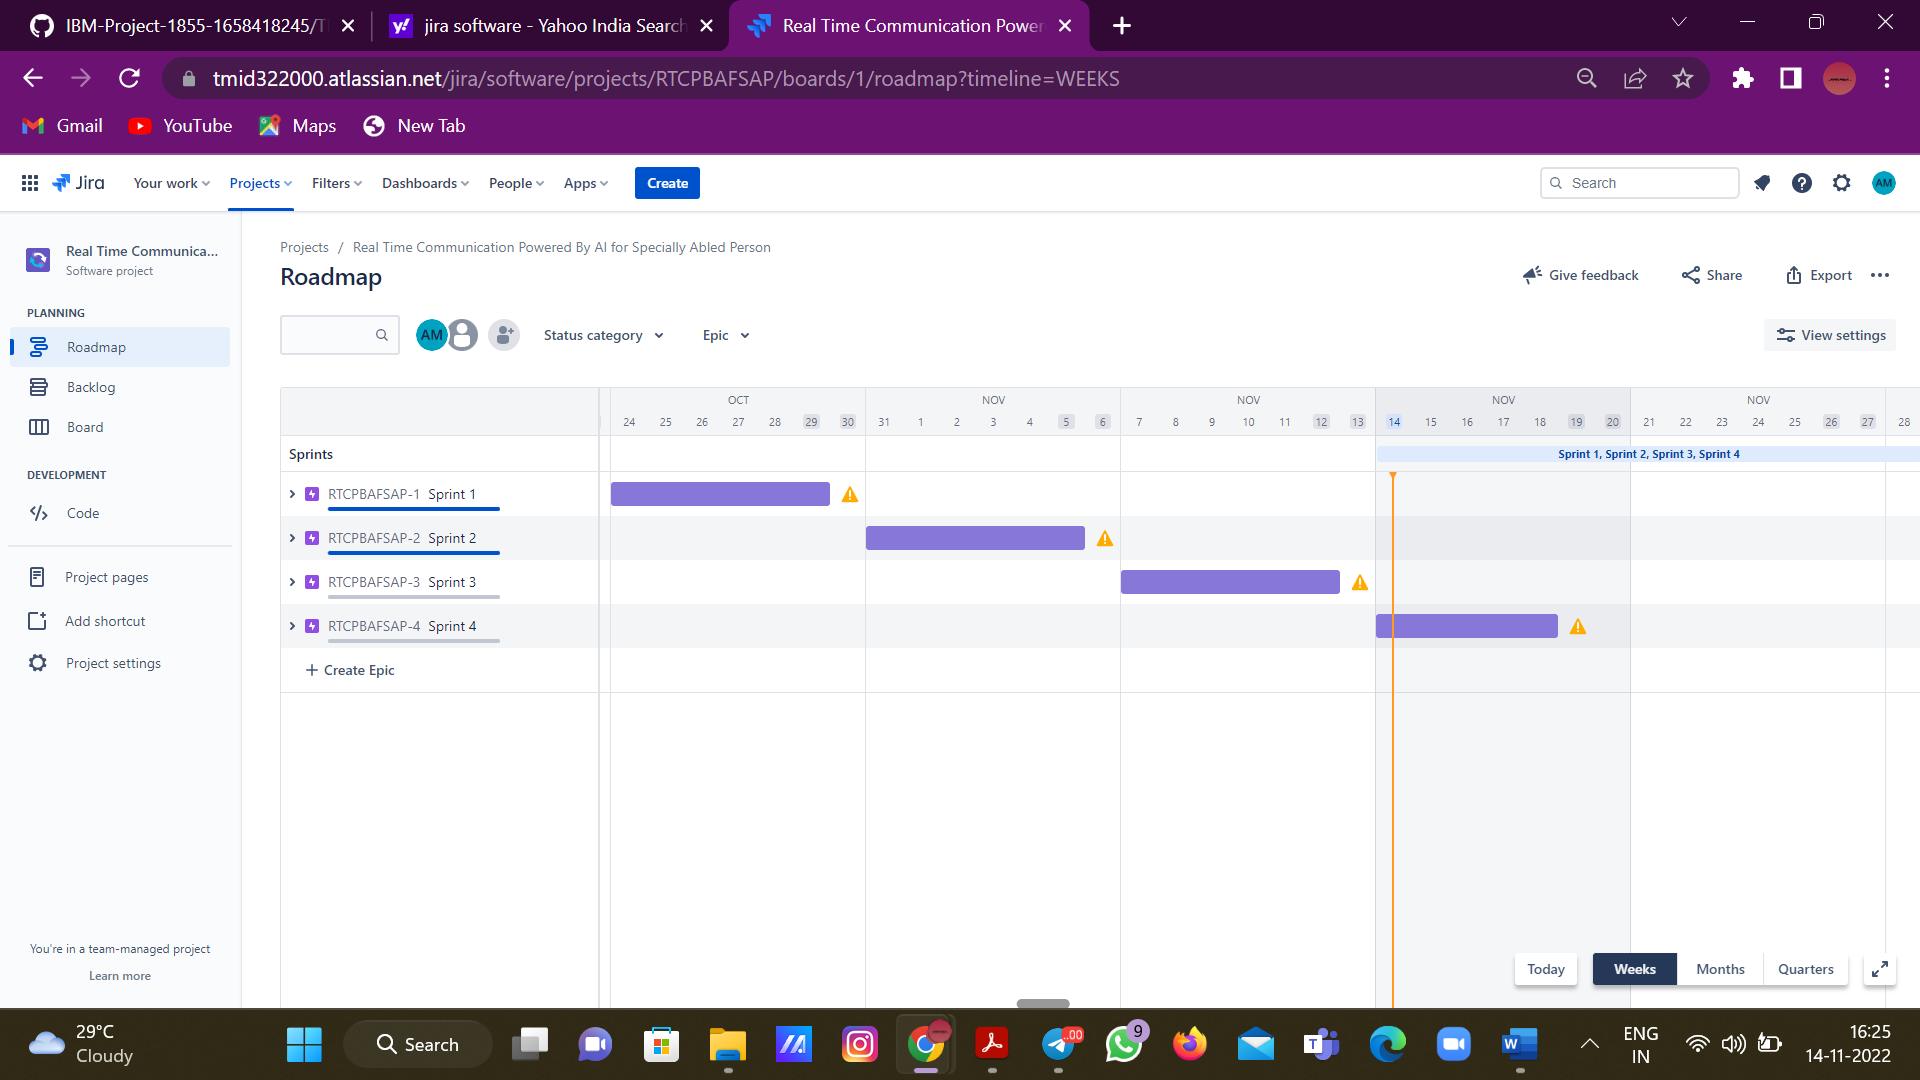 IBM-Project-1855-1658418245/T
jira software - Yahoo India Search
Real Time Communication Power
tmid322000.atlassian.net/jira/software/projects/RTCPBAFSAP/boards/1/roadmap?timeline=WEEKS
Gmail YouTube Maps New Tab
Jira Your work Projects Filters Dashboards People Apps Create Search AM
Real Time Communica...
Software project
PLANNING
Roadmap
Backlog
Board
DEVELOPMENT
Code
Project pages
Add shortcut
Project settings
You're in a team-managed project
Learn more
Projects / Real Time Communication Powered By AI for Specially Abled Person
Roadmap
Give feedback Share Export
AM Status category Epic View settings
OCT NOV NOV NOV NOV
24 25 26 27 28 29 30 31 1 2 3 4 5 6 7 8 9 10 11 12 13 14 15 16 17 18 19 20 21 22 23 24 25 26 27 28
Sprints Sprint 1, Sprint 2, Sprint 3, Sprint 4
RTCPBAFSAP-1 Sprint 1
RTCPBAFSAP-2 Sprint 2
RTCPBAFSAP-3 Sprint 3
RTCPBAFSAP-4 Sprint 4
+ Create Epic
Today Weeks Months Quarters
29°C
Cloudy
Search
.00
9
ENG
IN
16:25
14-11-2022